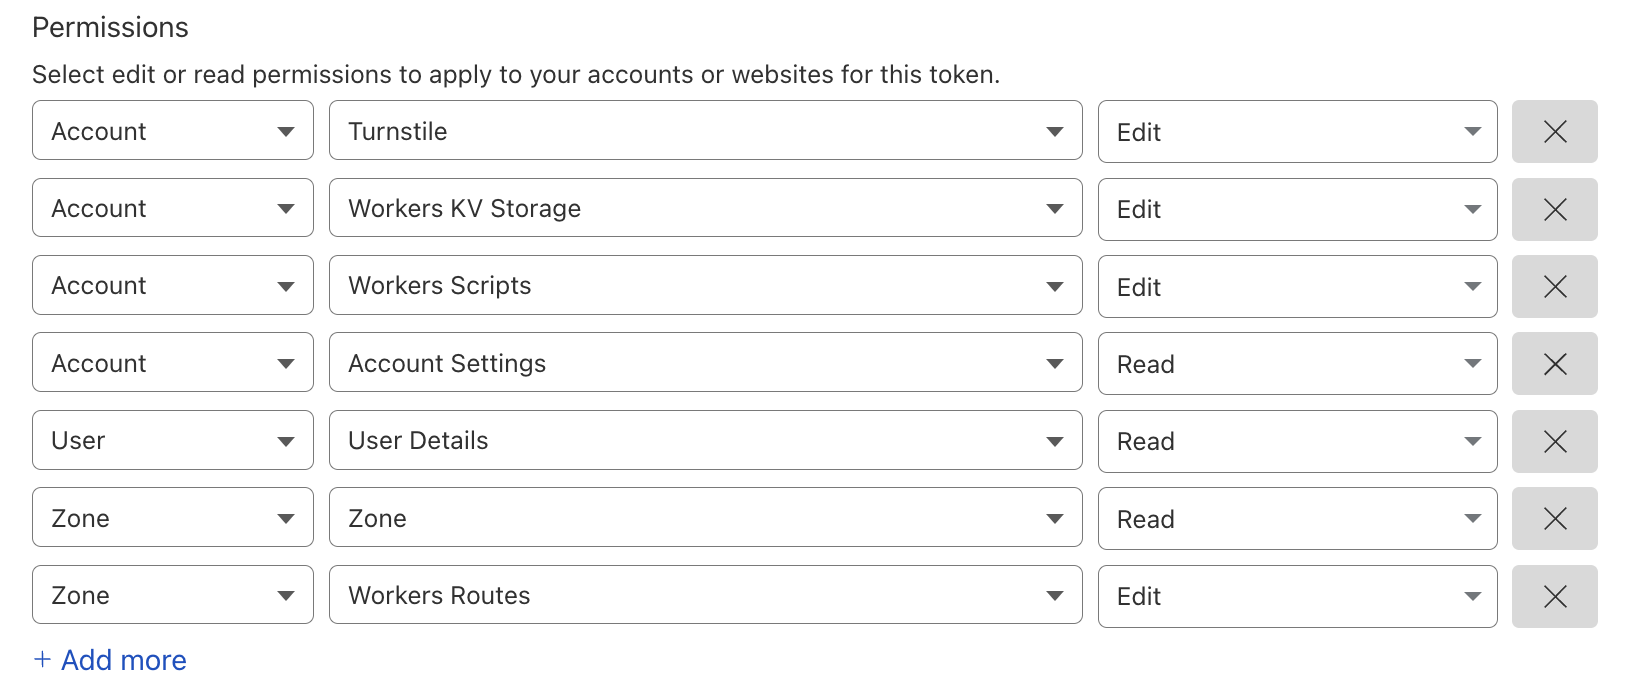 Permissions
Select edit or read permissions to apply to your accounts or websites for this token.
Account Turnstile Edit
Account Workers KV Storage Edit
Account Workers Scripts Edit
Account Account Settings Read
User User Details Read
Zone Zone Read
Zone Workers Routes Edit
+ Add more